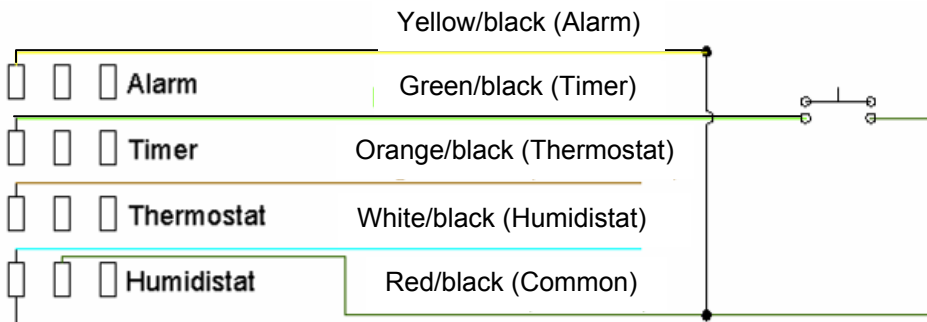 Yellow/black (Alarm)
Alarm
Green/black (Timer)
Timer
Orange/black (Thermostat)
Thermostat
White/black (Humidistat)
Humidistat
Red/black (Common)